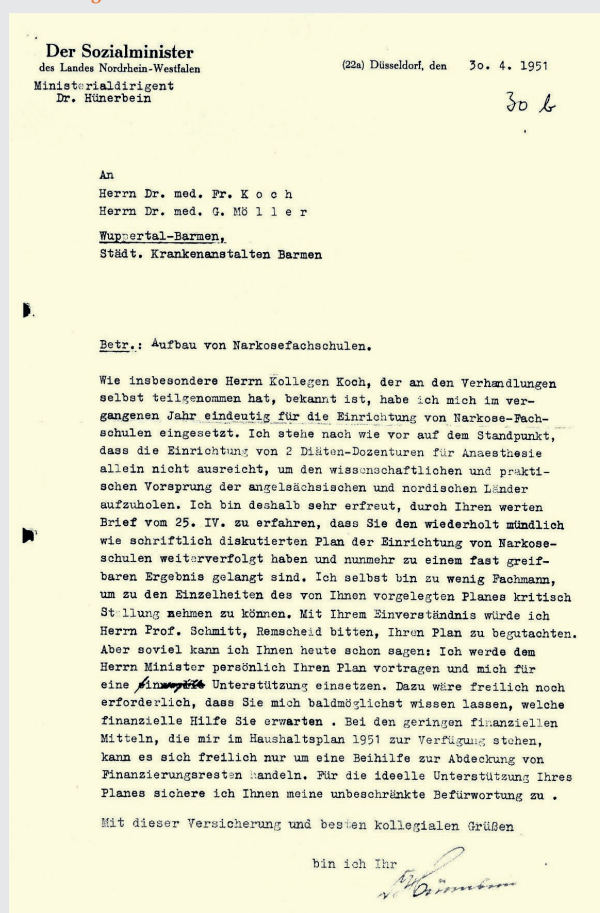 Der Sozialminister
des Landes Nordrhein-Westfalen
Ministerialdirigent
Dr. Hünerbein
(22a) Düsseldorf, den 30. 4. 1951
30 b
An
Herrn Dr. med. Fr. K o c h
Herrn Dr. med. G. Mö l l e r
Wuppertal-Barmen,
Städt. Krankenanstalten Barmen
Betr.: Aufbau von Narkosefachschulen.
Wie insbesondere Herrn Kollegen Koch, der an den Verhandlungen
selbst teilgenommen hat, bekannt ist, habe ich mich im ver-
gangenen Jahr eindeutig für die Einrichtung von Narkose-Fach-
schulen eingesetzt. Ich stehe nach wie vor auf dem Standpunkt,
dass die Einrichtung von 2 Diäten-Dozenturen für Anaesthesie
allein nicht ausreicht, um den wissenschaftlichen und prakti-
schen Vorsprung der angelsächsischen und nordischen Länder
aufzuholen. Ich bin deshalb sehr erfreut, durch Ihren werten
Brief vom 25. IV. zu erfahren, dass Sie den wiederholt mündlich
wie schriftlich diskutierten Plan der Einrichtung von Narkose-
schulen weiterverfolgt haben und nunmehr zu einem fast greif-
baren Ergebnis gelangt sind. Ich selbst bin zu wenig Fachmann,
um zu den Einzelheiten des von Ihnen vorgelegten Planes kritisch
Stellung nehmen zu können. Mit Ihrem Einverständnis würde ich
Herrn Prof. Schmitt, Remscheid bitten, Ihren Plan zu begutachten.
Aber soviel kann ich Ihnen heute schon sagen: Ich werde dem
Herrn Minister persönlich Ihren Plan vortragen und mich für
eine Unterstützung einsetzen. Dazu wäre freilich noch
erforderlich, dass Sie mich baldmöglichst wissen lassen, welche
finanzielle Hilfe Sie erwarten . Bei den geringen finanziellen
Mitteln, die mir im Haushaltsplan 1951 zur Verfügung stehen,
kann es sich freilich nur um eine Beihilfe zur Abdeckung von
Finanzierungsresten handeln. Für die ideelle Unterstützung Ihres
Planes sichere ich Ihnen meine unbeschränkte Befürwortung zu .
Mit dieser Versicherung und besten kollegialen Grüßen
bin ich Ihr